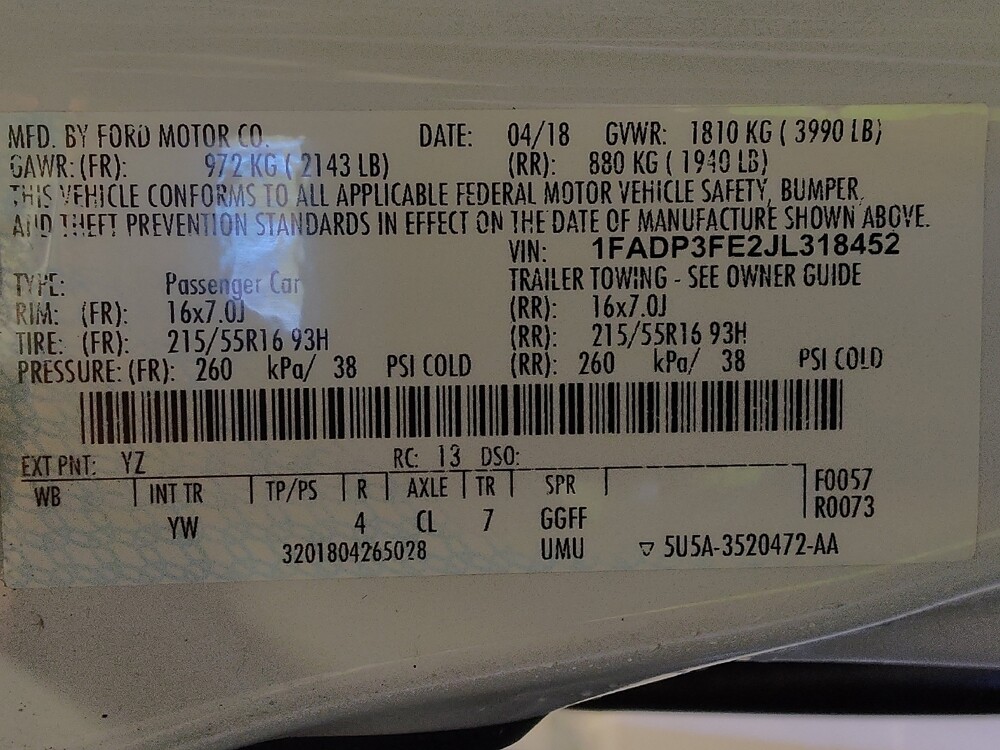 MFD. BY FORD MOTOR CO. DATE: 04/18 GVWR: 1810 KG ( 3990 LB)
GAWR: (FR): 972 KG ( 2143 LB) (RR): 880 KG ( 1940 LB)
THIS VEHICLE CONFORMS TO ALL APPLICABLE FEDERAL MOTOR VEHICLE SAFETY, BUMPER,
AND THEFT PREVENTION STANDARDS IN EFFECT ON THE DATE OF MANUFACTURE SHOWN ABOVE.
VIN: 1FADP3FE2JL318452
TYPE: Passenger Car TRAILER TOWING - SEE OWNER GUIDE
RIM: (FR): 16x7.0J (RR): 16x7.0J
TIRE: (FR): 215/55R16 93H (RR): 215/55R16 93H
PRESSURE: (FR): 260 kPa/ 38 PSI COLD (RR): 260 kPa/ 38 PSI COLD
EXT PNT: YZ RC: 13 DSO:
WB INT TR TP/PS R AXLE TR SPR F0057
R0073
YW 4 CL 7 GGFF
3201804265028 UMU ▽ 5U5A-3520472-AA